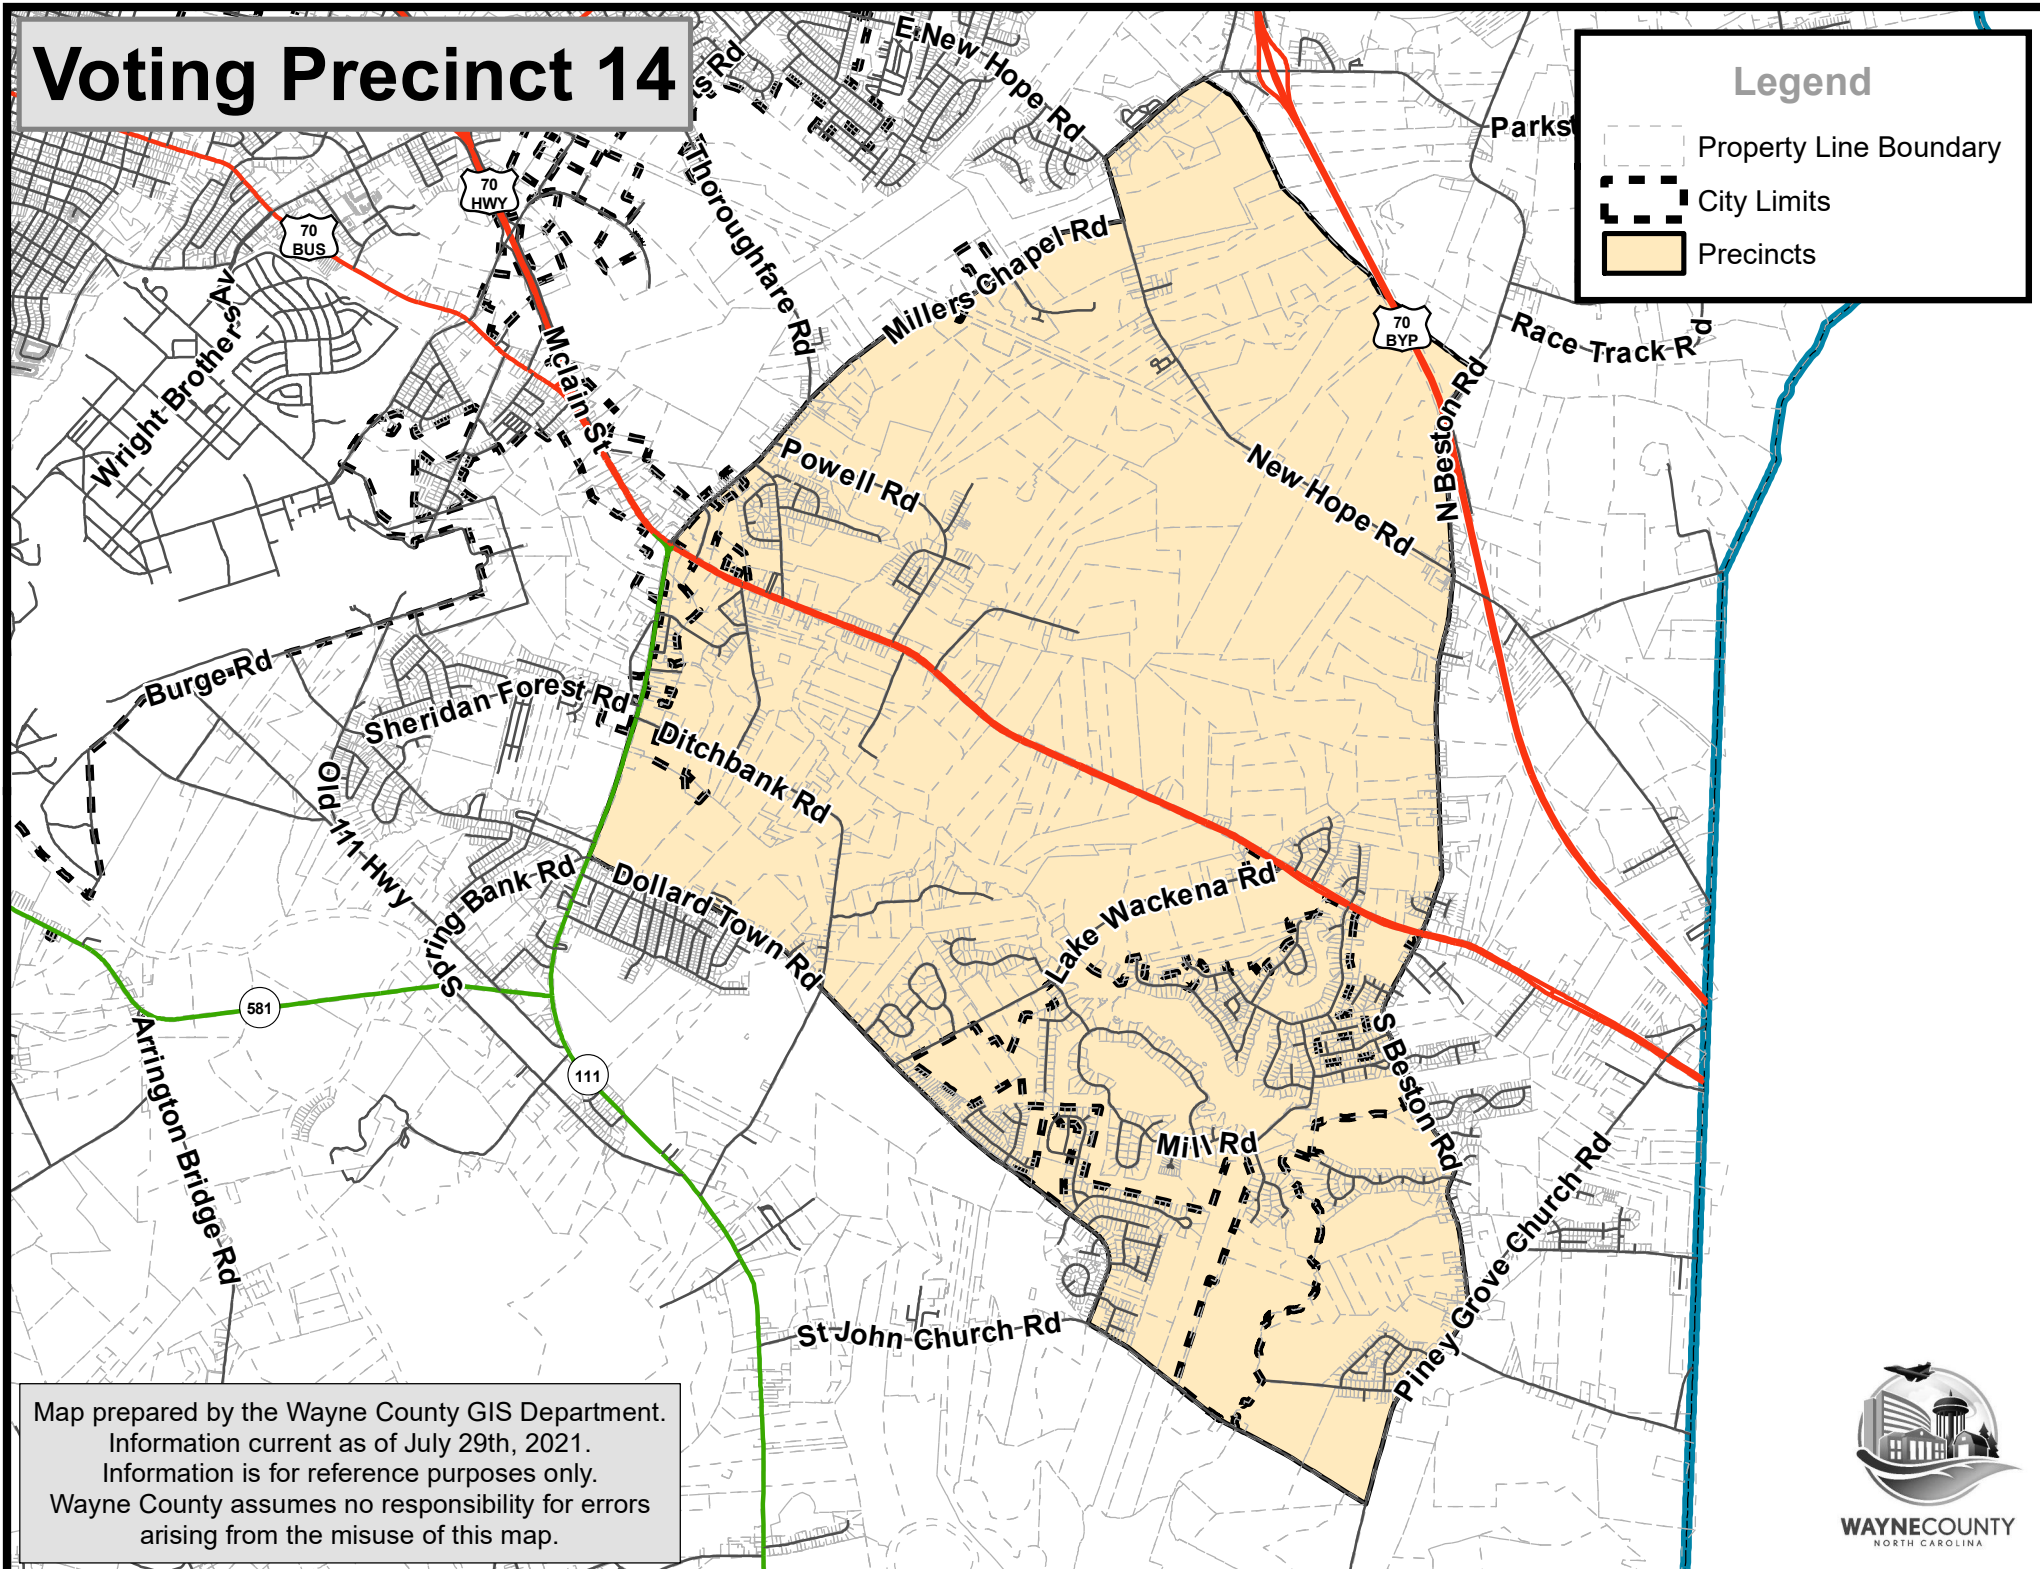 Voting Precinct 14
Legend
Property Line Boundary
City Limits
Precincts
E New Hope Rd
s Rd
Parkst
70
HWY
70
BUS
Thoroughfare Rd
Millers Chapel Rd
70
BYP
Race Track Rd
Wright Brothers Av
Mclain St
N Beston Rd
Powell Rd
New Hope Rd
Burge Rd
Sheridan Forest Rd
Ditchbank Rd
Old 111 Hwy
Spring Bank Rd
Dollard Town Rd
Lake Wackena Rd
581
111
Arrington Bridge Rd
S Beston Rd
Mill Rd
Piney Grove Church Rd
St John Church Rd
Map prepared by the Wayne County GIS Department.
Information current as of July 29th, 2021.
Information is for reference purposes only.
Wayne County assumes no responsibility for errors
arising from the misuse of this map.
WAYNECOUNTY
NORTH CAROLINA